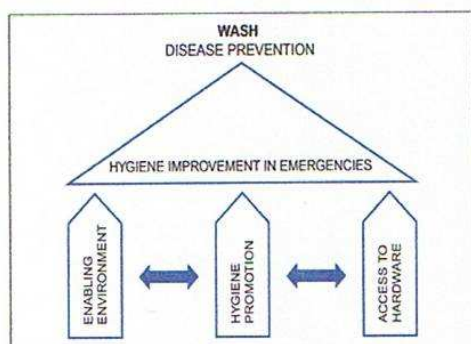 WASH
DISEASE PREVENTION
HYGIENE IMPROVEMENT IN EMERGENCIES
ENABLING
ENVIRONMENT
HYGIENE
PROMOTION
ACCESS TO
HARDWARE